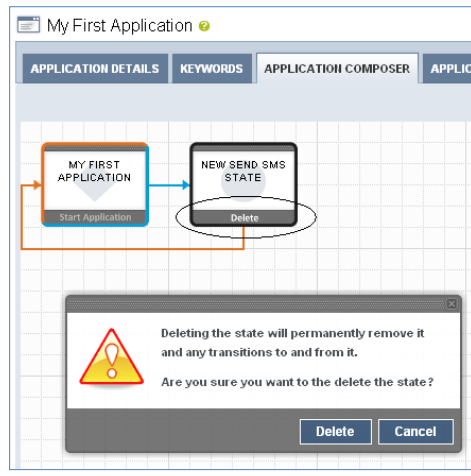 My First Application
APPLICATION DETAILS
KEYWORDS
APPLICATION COMPOSER
APPLIC
MY FIRST
APPLICATION
Start Application
NEW SEND SMS
STATE
Delete
Deleting the state will permanently remove it
and any transitions to and from it.
Are you sure you want to the delete the state?
Delete
Cancel